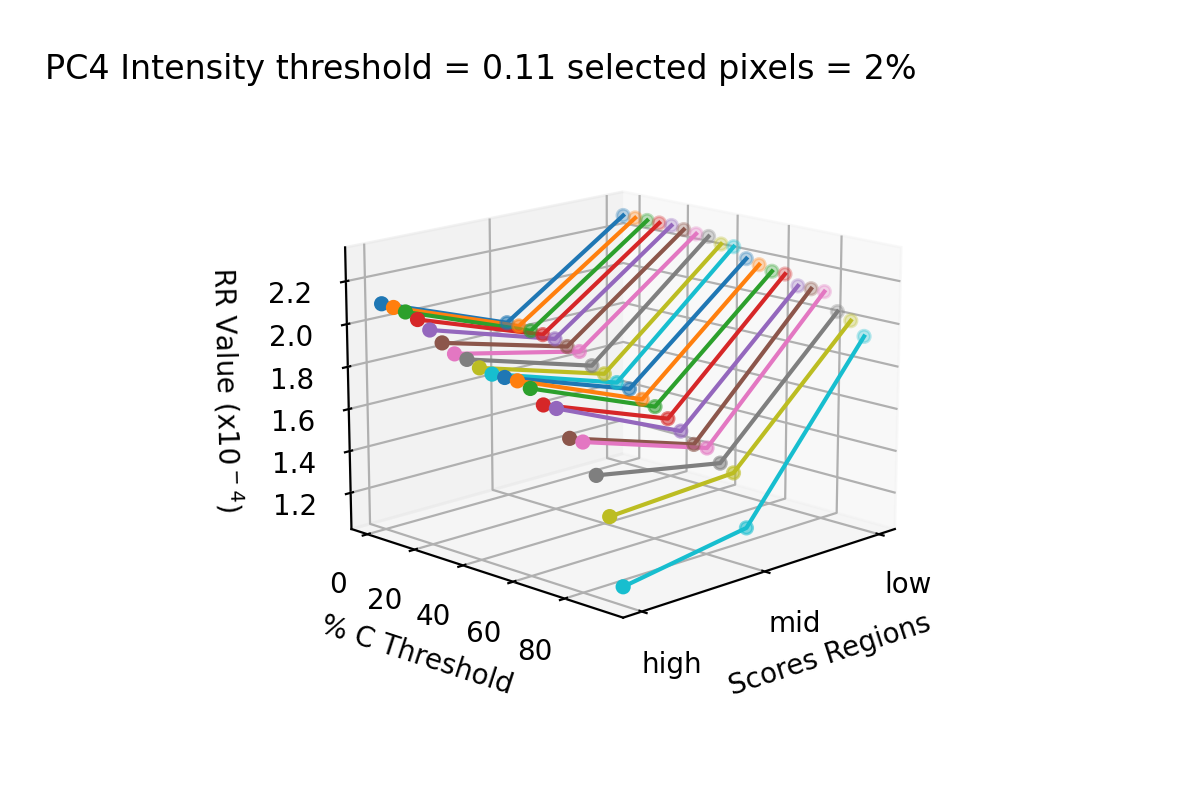 PC4 Intensity threshold = 0.11 selected pixels = 2%
RR Value (x10⁻⁴)
2.2
2.0
1.8
1.6
1.4
1.2
0
20
40
60
80
% C Threshold
high
mid
low
Scores Regions